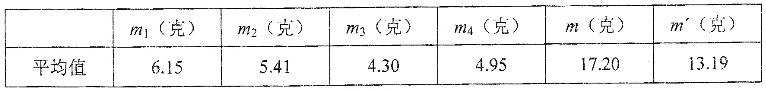 m₁（克） m₂（克） m₃（克） m₄（克） m（克） m′（克）
平均值 6.15 5.41 4.30 4.95 17.20 13.19